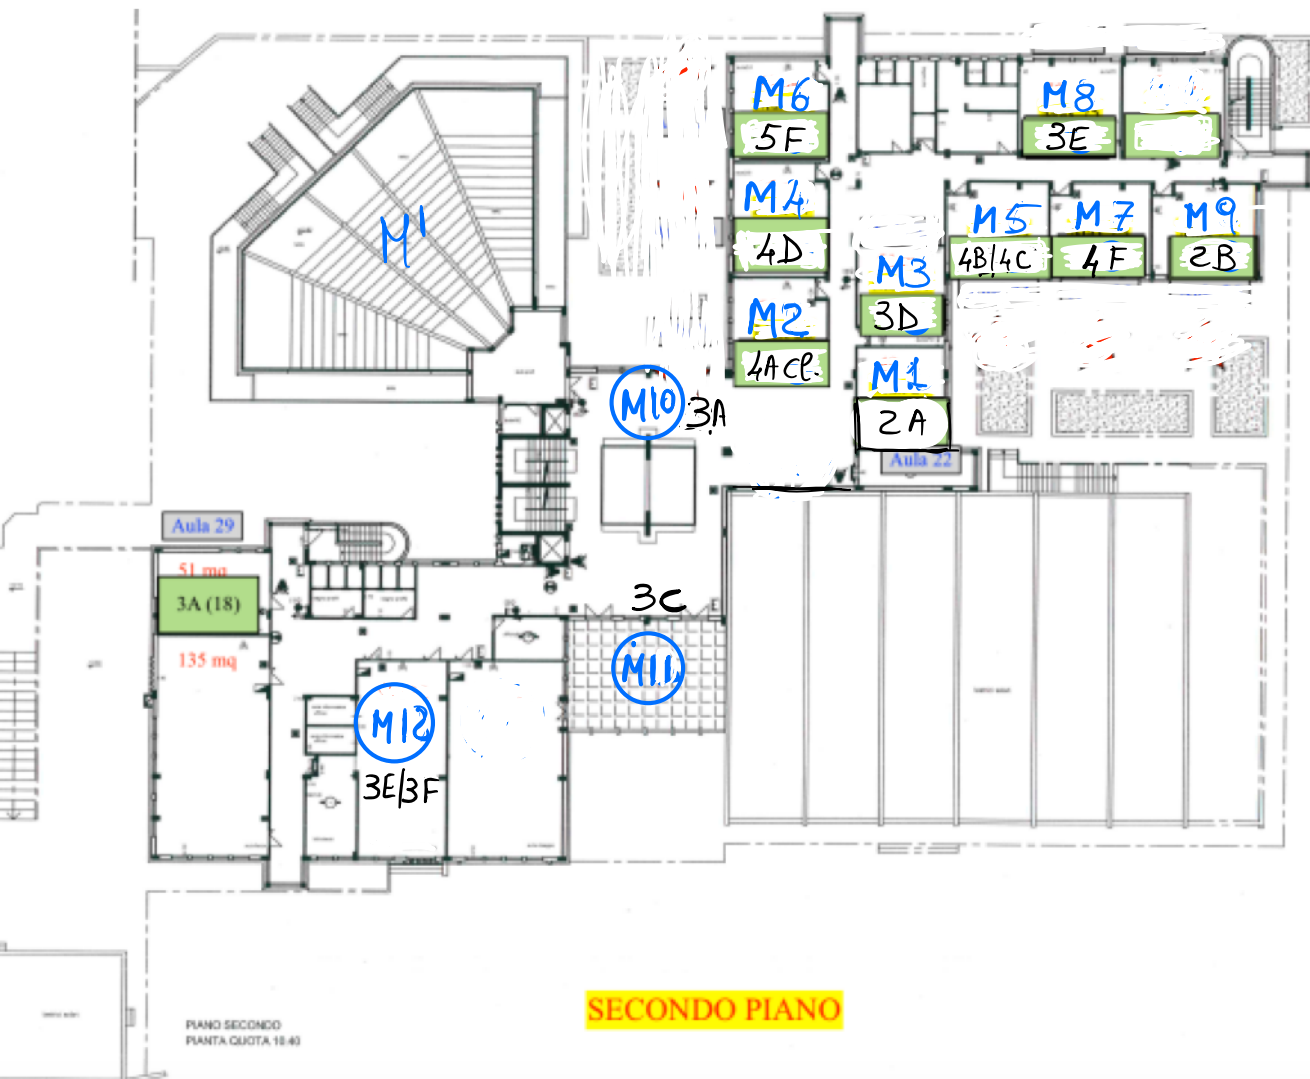 M6
5F
M8
3E
M4
4D
M5
4B/4C
M7
4F
M9
2B
M'
M3
3D
M2
4A Cl.
M1
2A
M10
3A
Aula 22
Aula 29
51 mq
3A (18)
135 mq
3C
M11
M12
3E/3F
SECONDO PIANO
PIANO SECONDO
PIANTA QUOTA 10.40